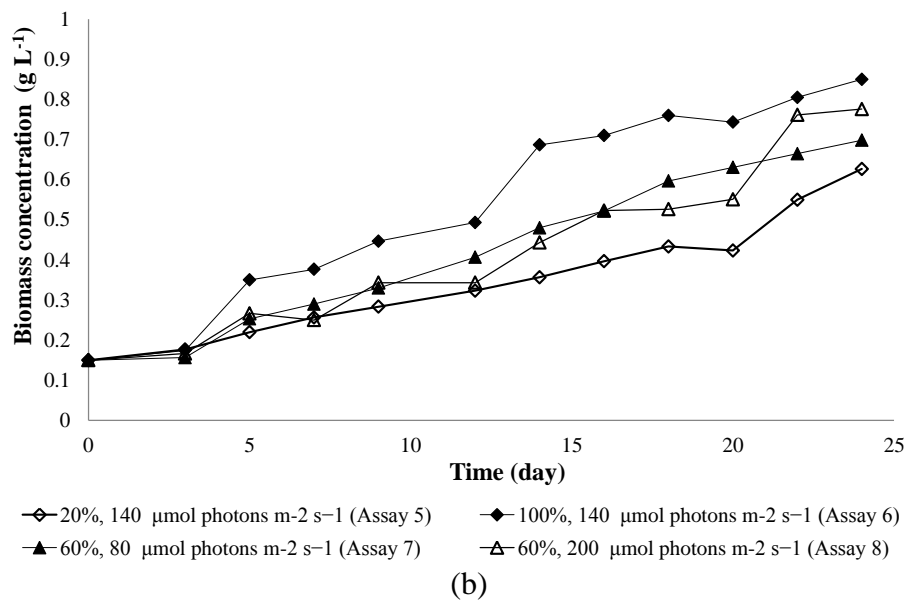 1
0.9
0.8
0.7
0.6
0.5
0.4
0.3
0.2
0.1
0
Biomass concentration (g L-1)
0 5 10 15 20 25
Time (day)
20%, 140 μmol photons m-2 s−1 (Assay 5) 100%, 140 μmol photons m-2 s−1 (Assay 6)
60%, 80 μmol photons m-2 s−1 (Assay 7) 60%, 200 μmol photons m-2 s−1 (Assay 8)
(b)